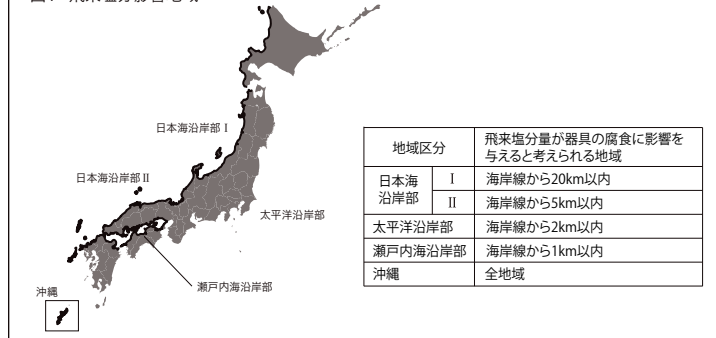 日本海沿岸部Ⅰ
日本海沿岸部Ⅱ
太平洋沿岸部
瀬戸内海沿岸部
沖縄
地域区分
飛来塩分量が器具の腐食に影響を
与えると考えられる地域
日本海
沿岸部
Ⅰ
海岸線から20km以内
Ⅱ
海岸線から5km以内
太平洋沿岸部
海岸線から2km以内
瀬戸内海沿岸部
海岸線から1km以内
沖縄
全地域